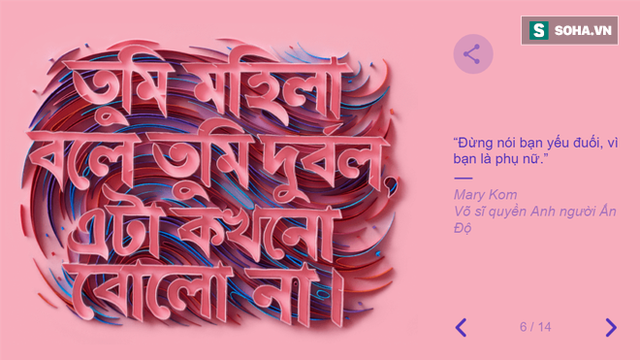 তুমি মহিলা
বলে তুমি দুর্বল,
এটা কখনো
বোলো না।
SOHA.VN
“Đừng nói bạn yếu đuối, vì
bạn là phụ nữ.”
Mary Kom
Võ sĩ quyền Anh người Ấn
Độ
6 / 14